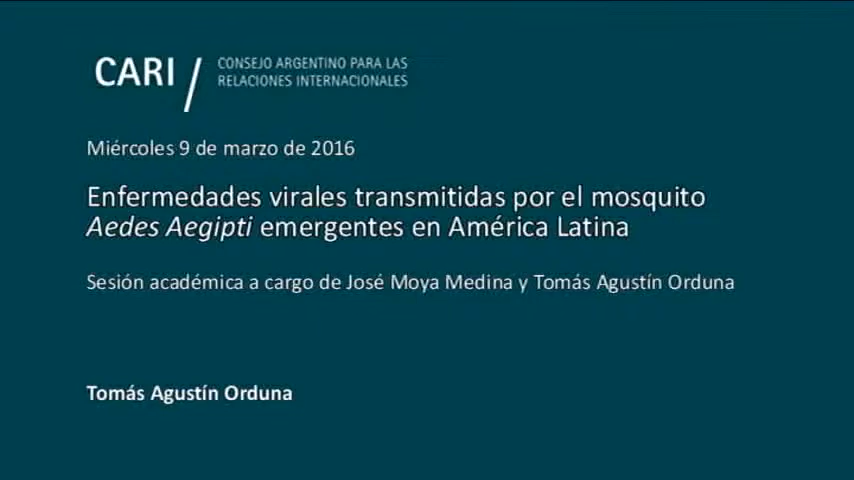 CARI /
CONSEJO ARGENTINO PARA LAS
RELACIONES INTERNACIONALES
Miércoles 9 de marzo de 2016
Enfermedades virales transmitidas por el mosquito
Aedes Aegipti emergentes en América Latina
Sesión académica a cargo de José Moya Medina y Tomás Agustín Orduna
Tomás Agustín Orduna